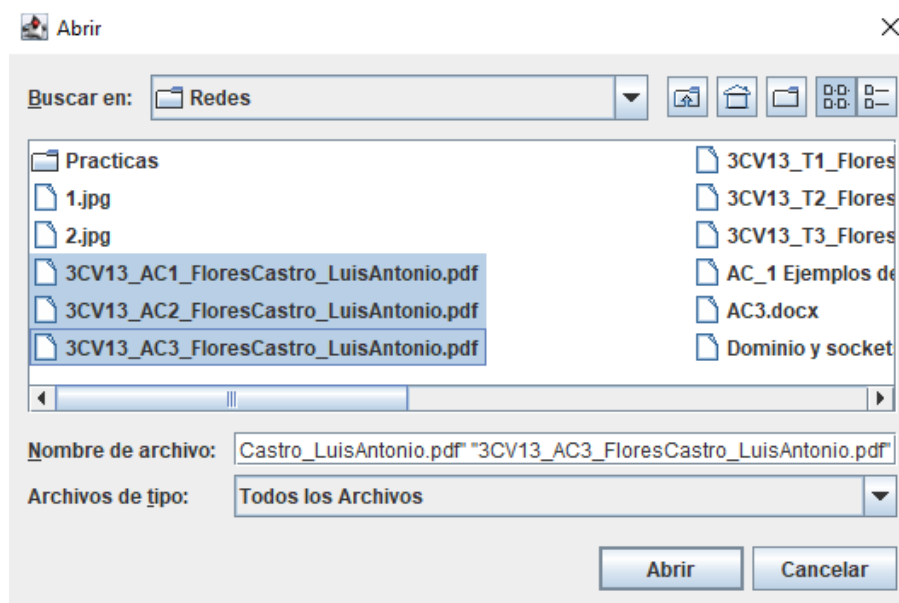 Abrir
Buscar en: Redes
Practicas
1.jpg
2.jpg
3CV13_AC1_FloresCastro_LuisAntonio.pdf
3CV13_AC2_FloresCastro_LuisAntonio.pdf
3CV13_AC3_FloresCastro_LuisAntonio.pdf
3CV13_T1_Flores
3CV13_T2_Flores
3CV13_T3_Flores
AC_1 Ejemplos de
AC3.docx
Dominio y socket
Nombre de archivo: Castro_LuisAntonio.pdf" "3CV13_AC3_FloresCastro_LuisAntonio.pdf"
Archivos de tipo: Todos los Archivos
Abrir Cancelar